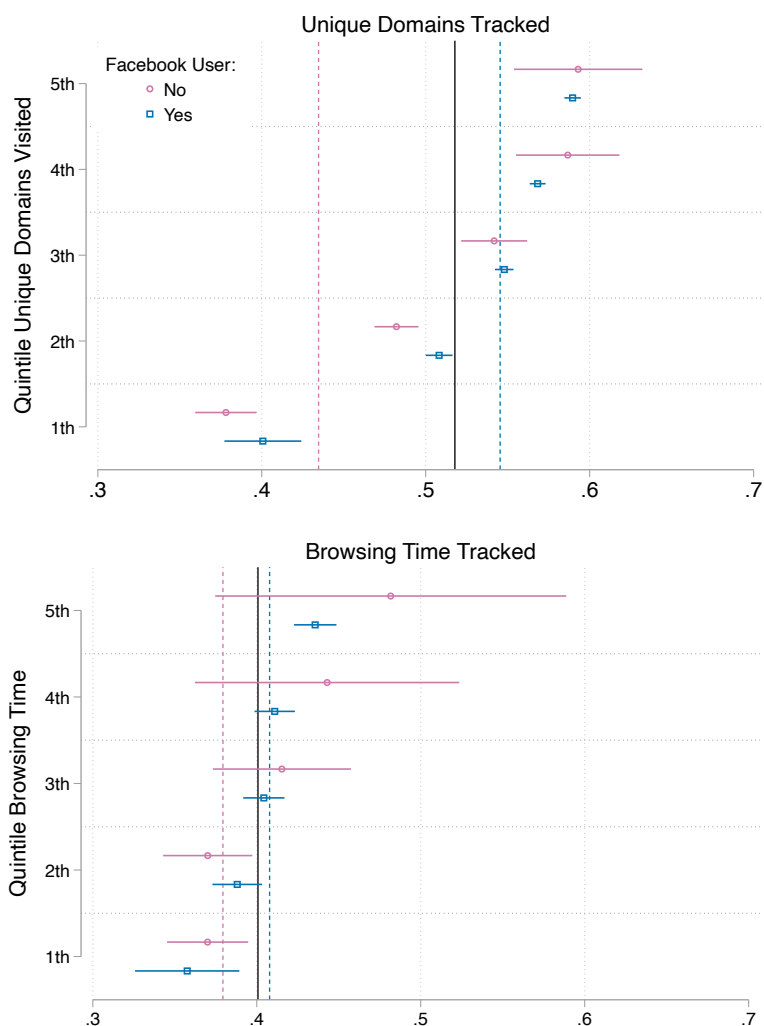 Unique Domains Tracked
Facebook User:
No
Yes
Quintile Unique Domains Visited
5th
4th
3th
2th
1th
.3 .4 .5 .6 .7
Browsing Time Tracked
Quintile Browsing Time
5th
4th
3th
2th
1th
.3 .4 .5 .6 .7